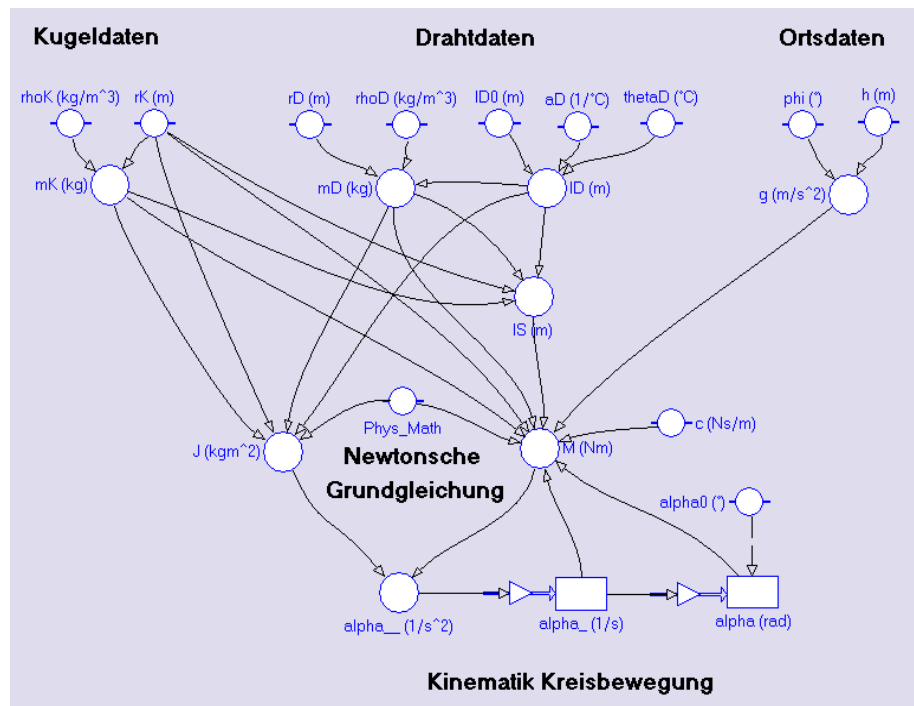 Kugeldaten
Drahtdaten
Ortsdaten
rhoK (kg/m^3)
rK (m)
rD (m)
rhoD (kg/m^3)
lD0 (m)
aD (1/°C)
thetaD (°C)
phi (°)
h (m)
mK (kg)
mD (kg)
lD (m)
g (m/s^2)
lS (m)
Phys_Math
c (Ns/m)
J (kgm^2)
M (Nm)
Newtonsche
Grundgleichung
alpha0 (°)
alpha__ (1/s^2)
alpha_ (1/s)
alpha (rad)
Kinematik Kreisbewegung